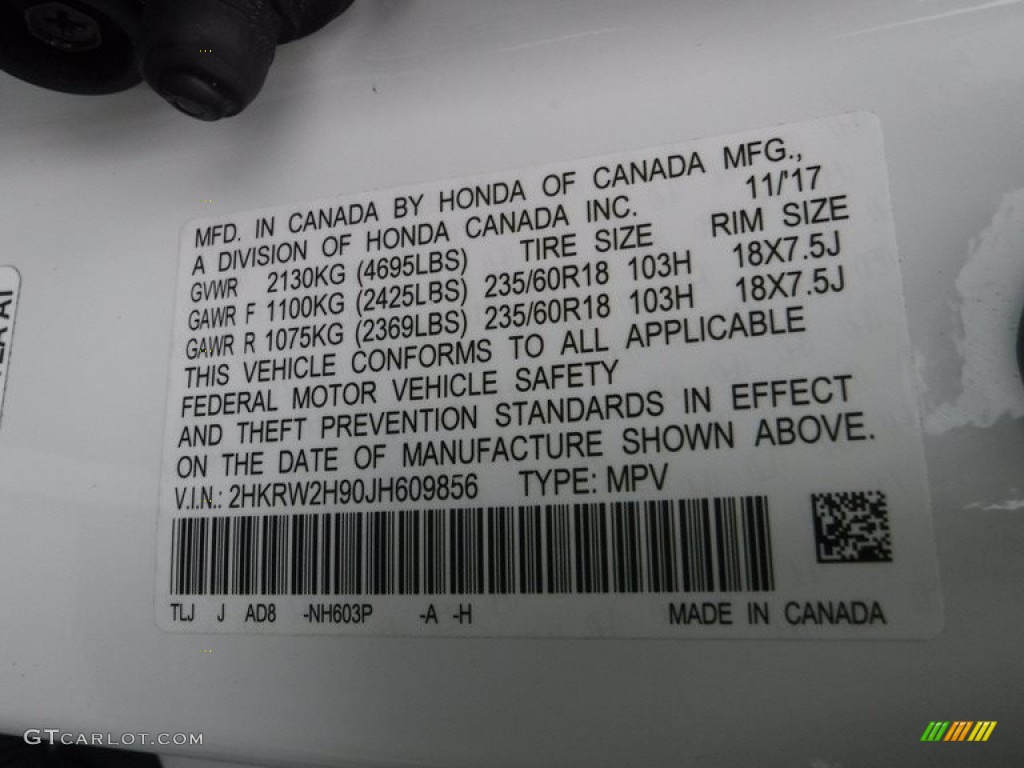 MFD. IN CANADA BY HONDA OF CANADA MFG.,
A DIVISION OF HONDA CANADA INC. 11/'17
GVWR 2130KG (4695LBS) TIRE SIZE RIM SIZE
GAWR F 1100KG (2425LBS) 235/60R18 103H 18X7.5J
GAWR R 1075KG (2369LBS) 235/60R18 103H 18X7.5J
THIS VEHICLE CONFORMS TO ALL APPLICABLE
FEDERAL MOTOR VEHICLE SAFETY
AND THEFT PREVENTION STANDARDS IN EFFECT
ON THE DATE OF MANUFACTURE SHOWN ABOVE.
V.I.N.: 2HKRW2H90JH609856 TYPE: MPV
TLJ J AD8 -NH603P -A -H MADE IN CANADA
GTCarLot.com